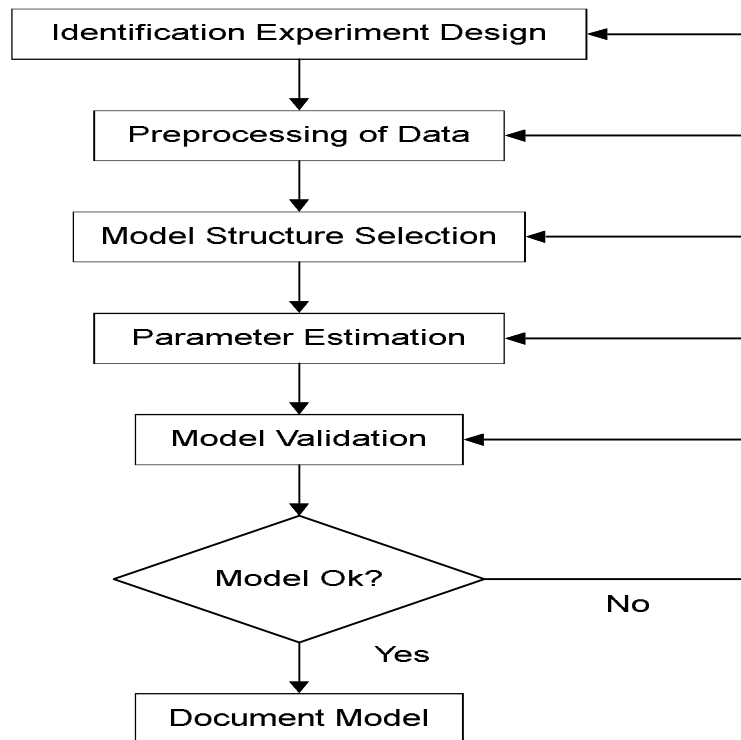 Identification Experiment Design
Preprocessing of Data
Model Structure Selection
Parameter Estimation
Model Validation
Model Ok?
No
Yes
Document Model